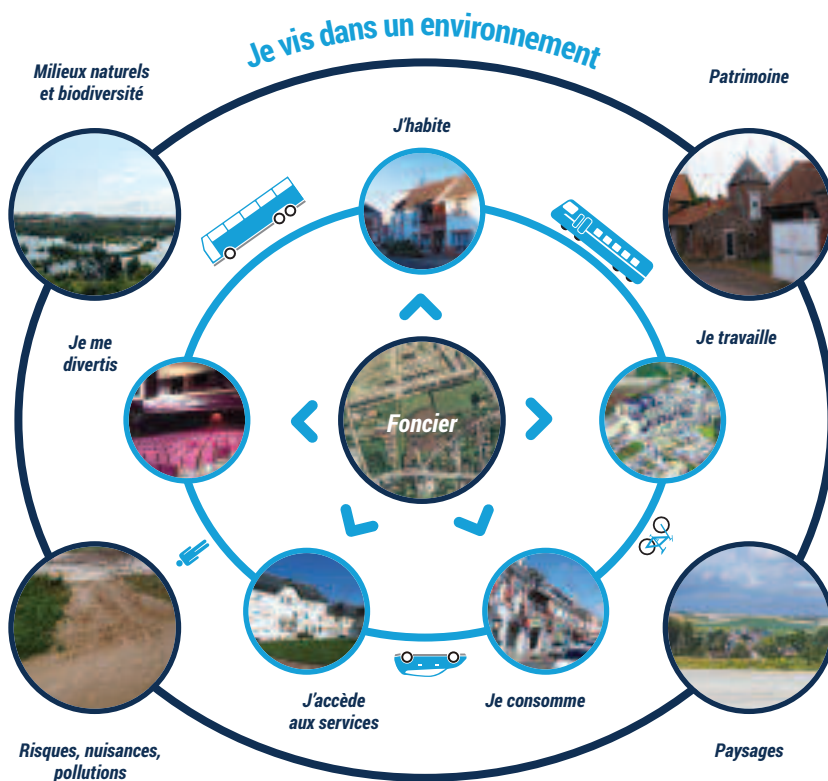 Je vis dans un environnement
Milieux naturels
et biodiversité
Patrimoine
J'habite
Je me
divertis
Je travaille
Foncier
J'accède
aux services
Je consomme
Risques, nuisances,
pollutions
Paysages